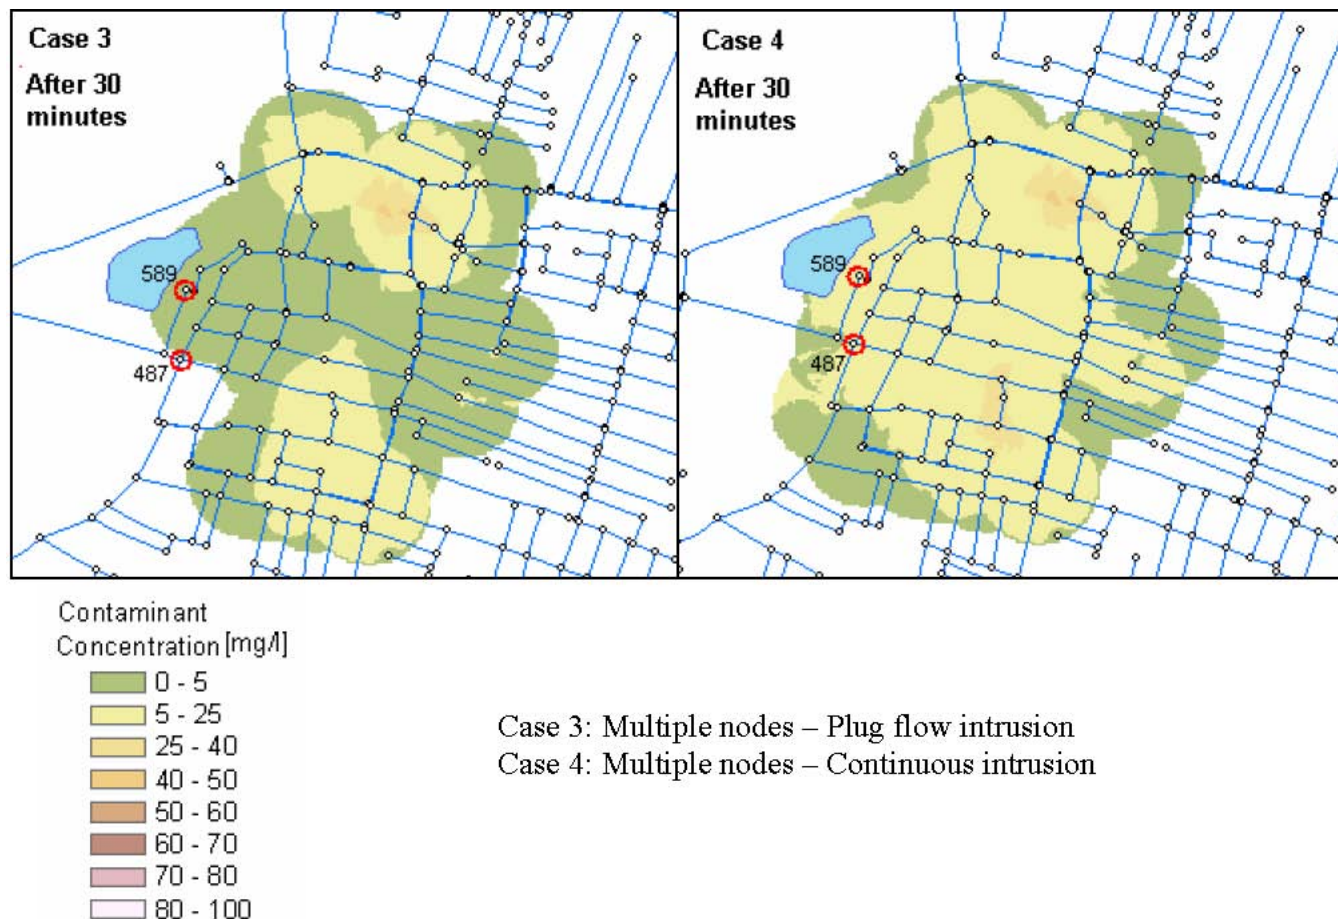 Case 3
After 30
minutes
589
487
Case 4
After 30
minutes
589
487
Contaminant
Concentration [mg/l]
0 - 5
5 - 25
25 - 40
40 - 50
50 - 60
60 - 70
70 - 80
80 - 100
Case 3: Multiple nodes – Plug flow intrusion
Case 4: Multiple nodes – Continuous intrusion